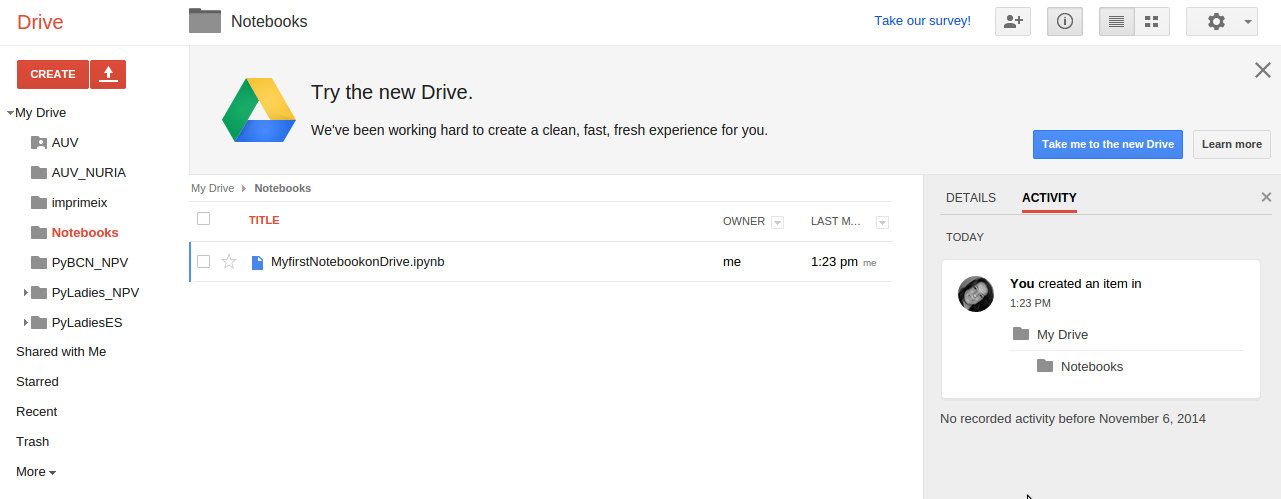 Drive
Notebooks
Take our survey!
CREATE
My Drive
AUV
AUV_NURIA
imprimeix
Notebooks
PyBCN_NPV
PyLadies_NPV
PyLadiesES
Shared with Me
Starred
Recent
Trash
More
Try the new Drive.
We've been working hard to create a clean, fast, fresh experience for you.
Take me to the new Drive Learn more
My Drive Notebooks
TITLE OWNER LAST M...
MyfirstNotebookonDrive.ipynb me 1:23 pm me
DETAILS ACTIVITY
TODAY
You created an item in
1:23 PM
My Drive
Notebooks
No recorded activity before November 6, 2014